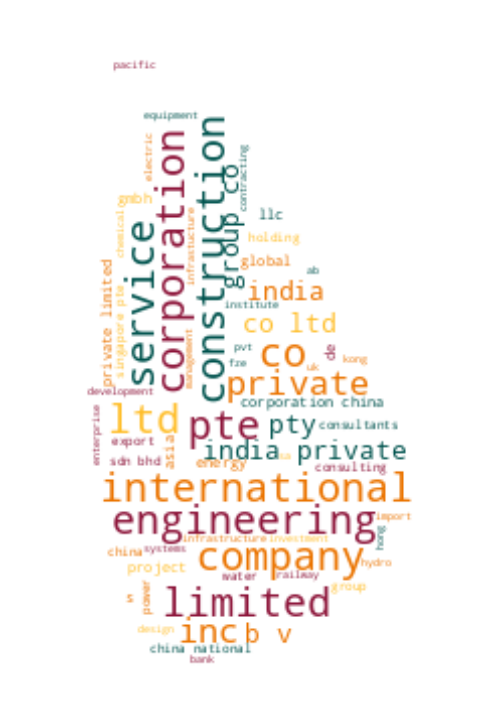 pacific
equipment
electric
corporation
construction
contracting
gmbh
chemical
service
infrastucture
group co
llc
holding
global
ab
private limited
singapore pte
india
institute
co ltd
management
pvt
co
de
kong
fze
uk
private
development
corporation china
enterprise
ltd
pte
pty
consultants
export
asia
india private
sdn bhd
energy
sa
consulting
international
engineering
import
hong
infrastructure
investment
china
systems
company
hydro
project
water
railway
group
s
power
limited
design
inc
b v
china national
bank